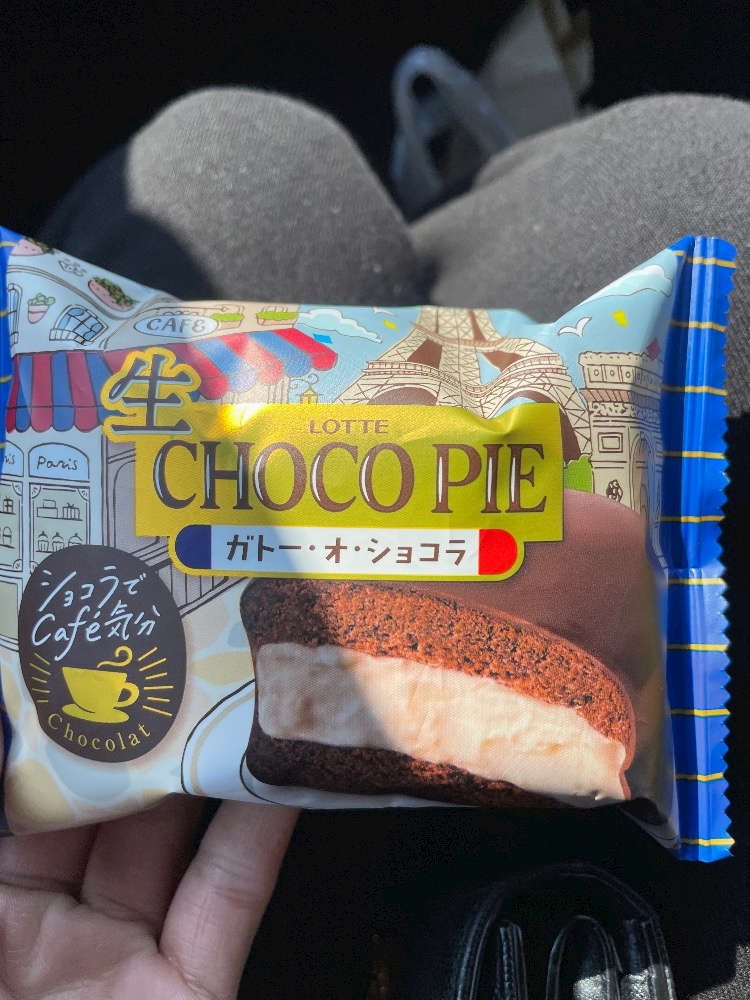 CAFE
生
LOTTE
CHOCO PIE
ガトー・オ・ショコラ
Paris
ショコラで
Café気分
Chocolat